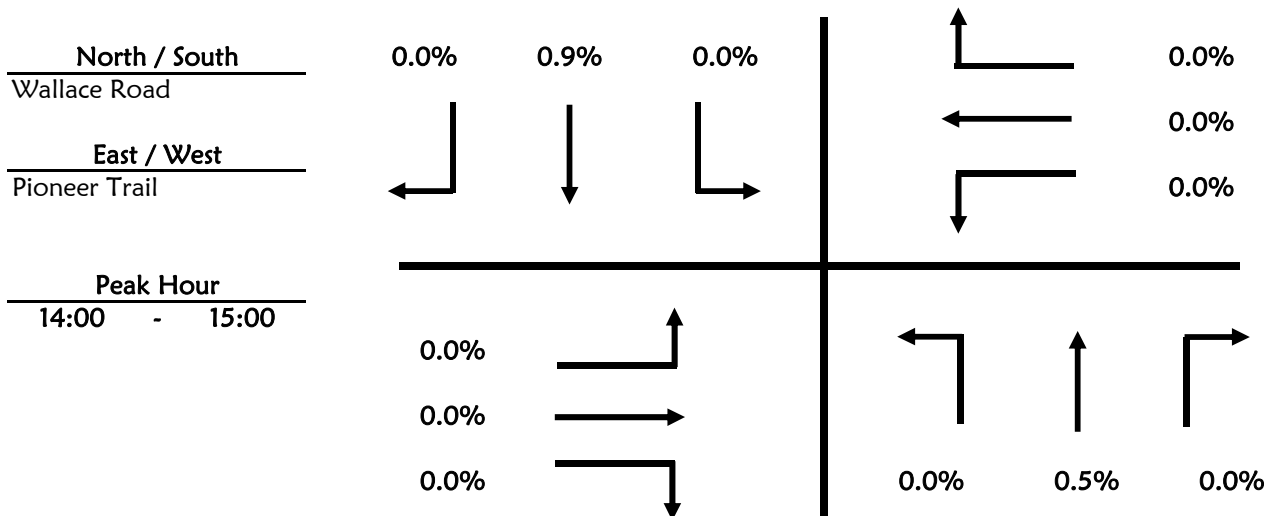 North / South
Wallace Road
East / West
Pioneer Trail
Peak Hour
14:00 - 15:00
0.0% 0.9% 0.0%
0.0%
0.0%
0.0%
0.0%
0.0%
0.0%
0.0% 0.5% 0.0%